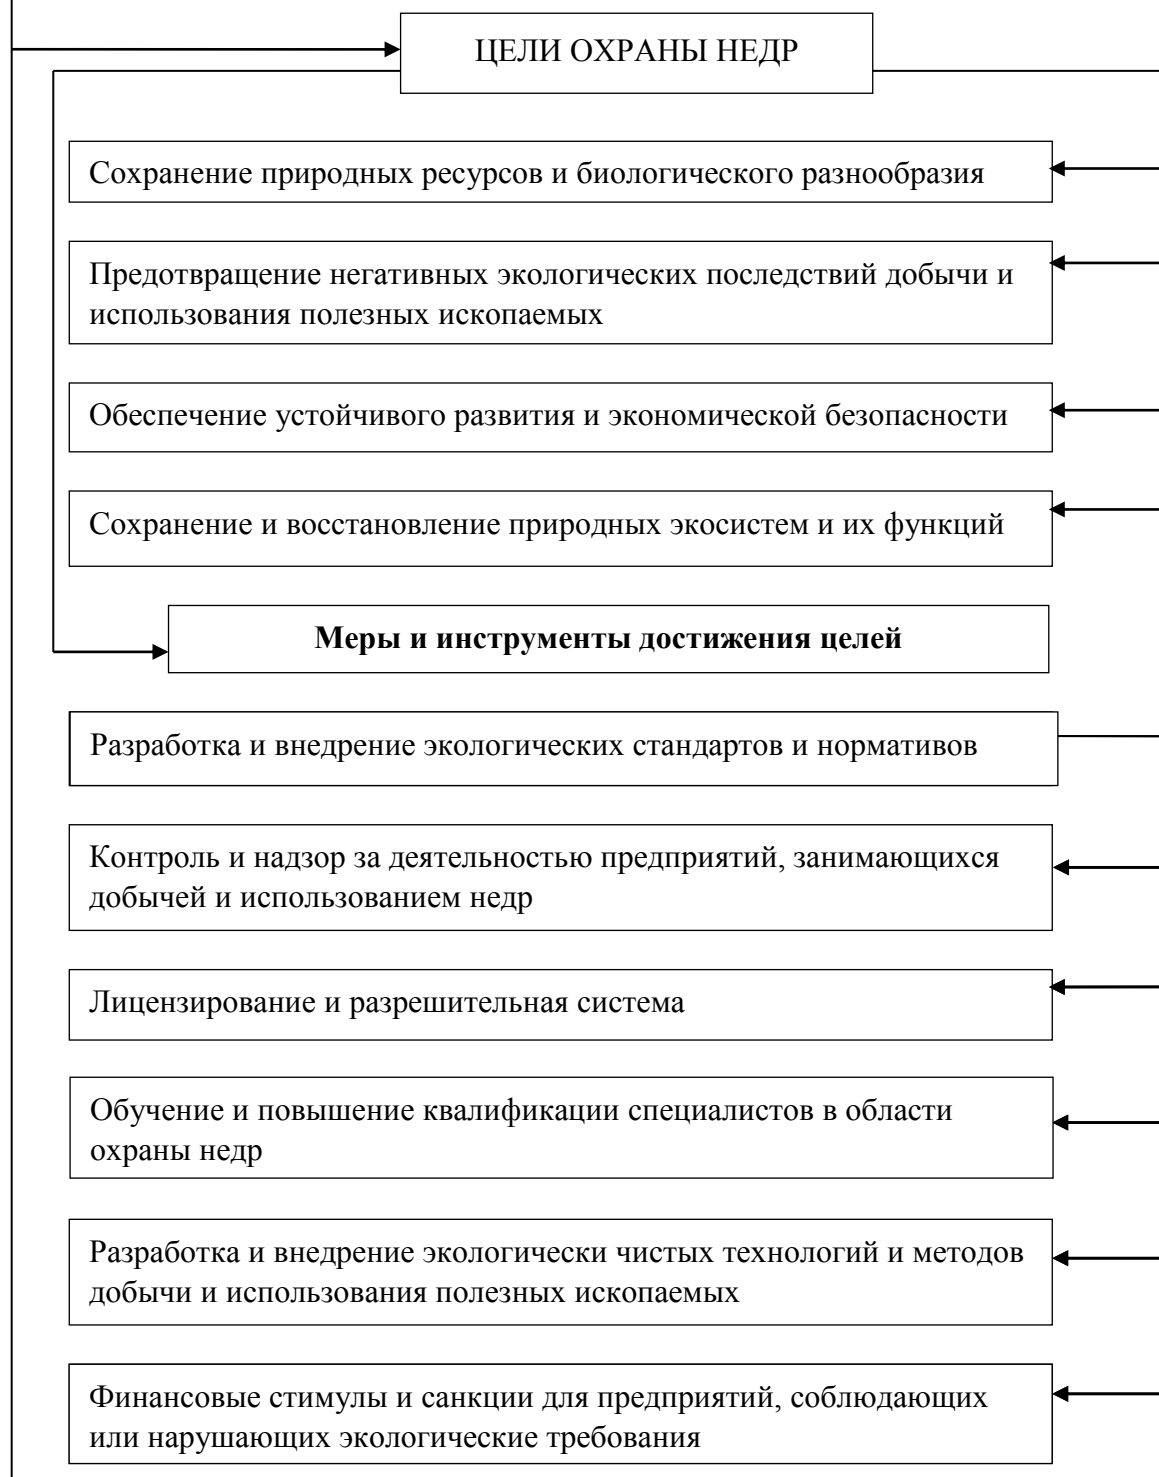 ЦЕЛИ ОХРАНЫ НЕДР
Сохранение природных ресурсов и биологического разнообразия
Предотвращение негативных экологических последствий добычи и
использования полезных ископаемых
Обеспечение устойчивого развития и экономической безопасности
Сохранение и восстановление природных экосистем и их функций
Меры и инструменты достижения целей
Разработка и внедрение экологических стандартов и нормативов
Контроль и надзор за деятельностью предприятий, занимающихся
добычей и использованием недр
Лицензирование и разрешительная система
Обучение и повышение квалификации специалистов в области
охраны недр
Разработка и внедрение экологически чистых технологий и методов
добычи и использования полезных ископаемых
Финансовые стимулы и санкции для предприятий, соблюдающих
или нарушающих экологические требования